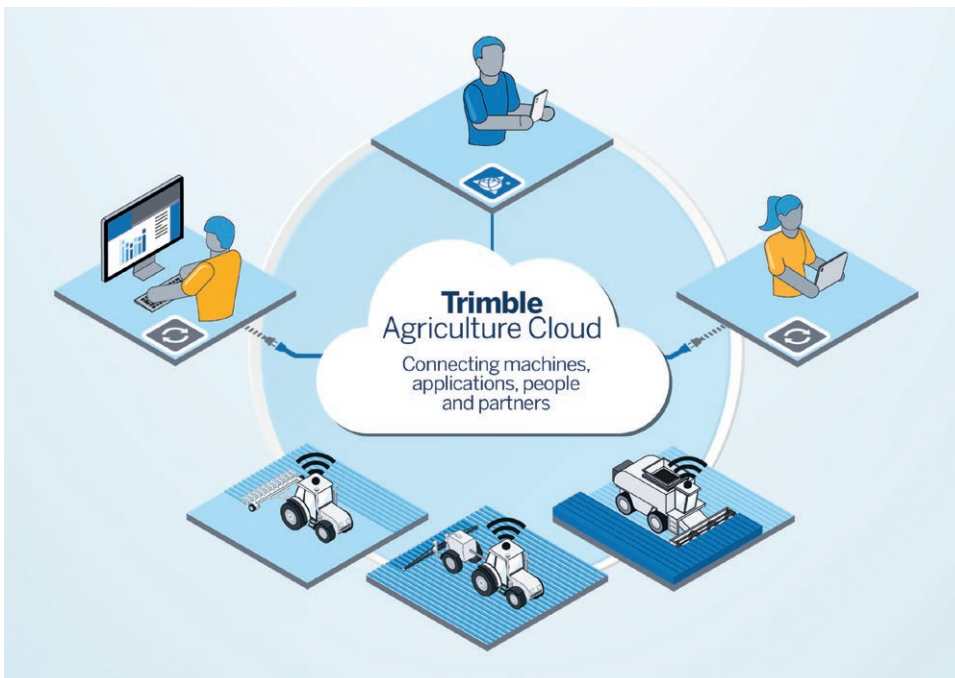 Trimble
Agriculture Cloud
Connecting machines,
applications, people
and partners